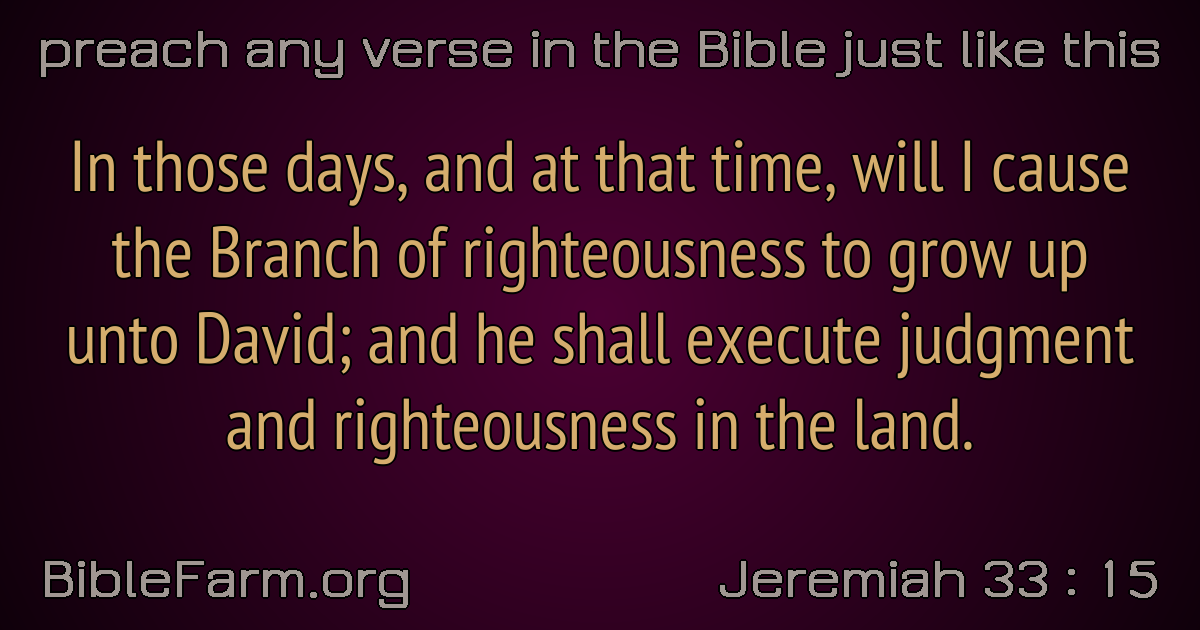 preach any verse in the Bible just like this
In those days, and at that time, will I cause
the Branch of righteousness to grow up
unto David; and he shall execute judgment
and righteousness in the land.
BibleFarm.org
Jeremiah 33 : 15